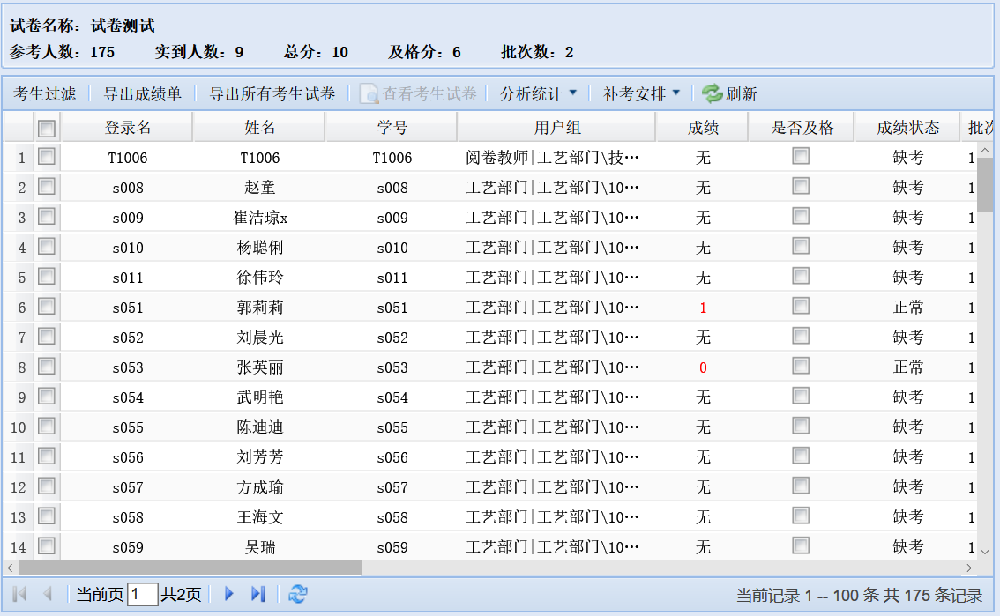 试卷名称：试卷测试
参考人数：175 实到人数：9 总分：10 及格分：6 批次数：2
考生过滤 导出成绩单 导出所有考生试卷 查看考生试卷 分析统计 补考安排 刷新
登录名 姓名 学号 用户组 成绩 是否及格 成绩状态 批次
1 T1006 T1006 T1006 阅卷教师|工艺部门\技… 无 缺考 1
2 s008 赵童 s008 工艺部门|工艺部门\10… 无 缺考 1
3 s009 崔洁琼x s009 工艺部门|工艺部门\10… 无 缺考 1
4 s010 杨聪俐 s010 工艺部门|工艺部门\10… 无 缺考 1
5 s011 徐伟玲 s011 工艺部门|工艺部门\10… 无 缺考 1
6 s051 郭莉莉 s051 工艺部门|工艺部门\10… 1 正常 1
7 s052 刘晨光 s052 工艺部门|工艺部门\10… 无 缺考 1
8 s053 张英丽 s053 工艺部门|工艺部门\10… 0 正常 1
9 s054 武明艳 s054 工艺部门|工艺部门\10… 无 缺考 1
10 s055 陈迪迪 s055 工艺部门|工艺部门\10… 无 缺考 1
11 s056 刘芳芳 s056 工艺部门|工艺部门\10… 无 缺考 1
12 s057 方成瑜 s057 工艺部门|工艺部门\10… 无 缺考 1
13 s058 王海文 s058 工艺部门|工艺部门\10… 无 缺考 1
14 s059 吴瑞 s059 工艺部门|工艺部门\10… 无 缺考 1
当前页 1 共2页 当前记录 1 -- 100 条 共 175 条记录